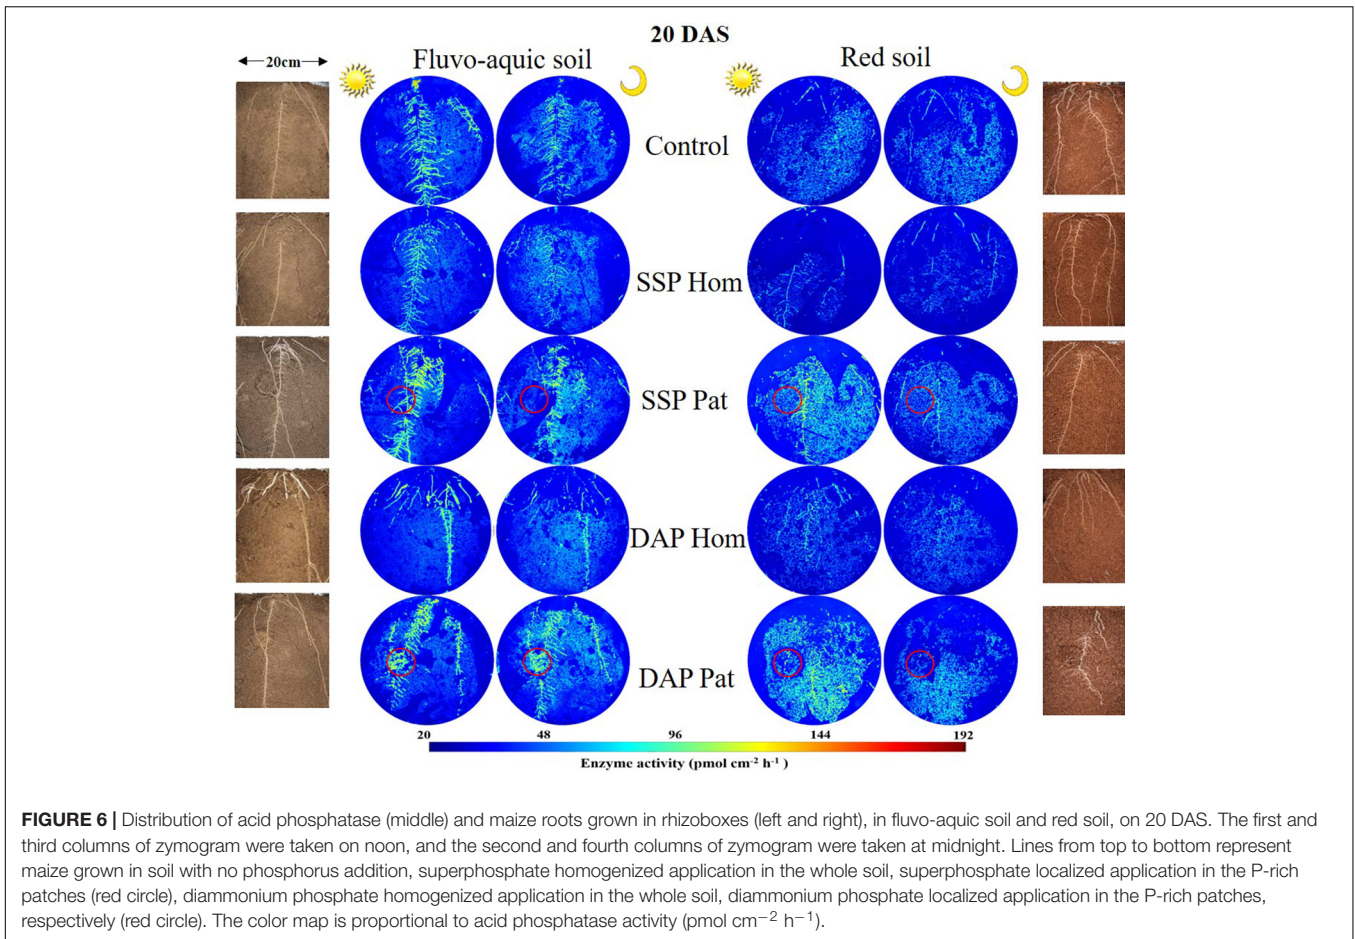 20 DAS
Fluvo-aquic soil
Red soil
20cm
Control
SSP Hom
SSP Pat
DAP Hom
DAP Pat
20 48 96 144 192
Enzyme activity (pmol cm⁻² h⁻¹ )
FIGURE 6 | Distribution of acid phosphatase (middle) and maize roots grown in rhizoboxes (left and right), in fluvo-aquic soil and red soil, on 20 DAS. The first and
third columns of zymogram were taken on noon, and the second and fourth columns of zymogram were taken at midnight. Lines from top to bottom represent
maize grown in soil with no phosphorus addition, superphosphate homogenized application in the whole soil, superphosphate localized application in the P-rich
patches (red circle), diammonium phosphate homogenized application in the whole soil, diammonium phosphate localized application in the P-rich patches,
respectively (red circle). The color map is proportional to acid phosphatase activity (pmol cm⁻² h⁻¹).